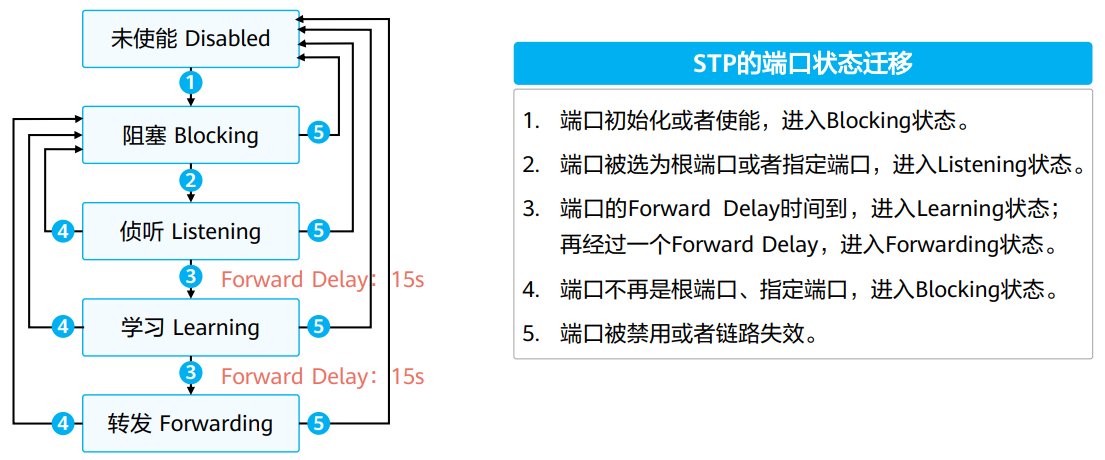 未使能 Disabled
1
阻塞 Blocking
5
2
4
侦听 Listening
5
3
Forward Delay：15s
4
学习 Learning
5
3
Forward Delay：15s
4
转发 Forwarding
5
STP的端口状态迁移
1. 端口初始化或者使能，进入Blocking状态。
2. 端口被选为根端口或者指定端口，进入Listening状态。
3. 端口的Forward Delay时间到，进入Learning状态；
再经过一个Forward Delay，进入Forwarding状态。
4. 端口不再是根端口、指定端口，进入Blocking状态。
5. 端口被禁用或者链路失效。